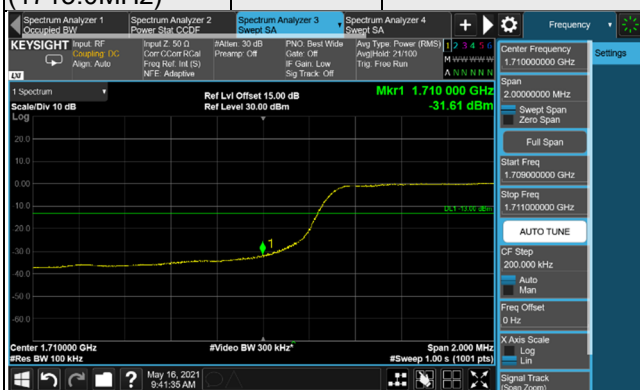 (1715.0MHz)
Spectrum Analyzer 1
Occupied BW
Spectrum Analyzer 2
Power Stat CCDF
Spectrum Analyzer 3
Swept SA
Spectrum Analyzer 4
Swept SA
+
Frequency
KEYSIGHT
Input: RF
Coupling: DC
Align: Auto
Input Z: 50 Ω
Corr CCorr RCal
Freq Ref: Int (S)
NFE: Adaptive
#Atten: 30 dB
Preamp: Off
PNO: Best Wide
Gate: Off
IF Gain: Low
Sig Track: Off
Avg Type: Power (RMS)
Avg|Hold: 21/100
Trig: Free Run
1 2 3 4 5 6
M W W W W W
A N N N N N
LXI
1 Spectrum
Scale/Div 10 dB
Log
Ref Lvl Offset 15.00 dB
Ref Level 30.00 dBm
Mkr1 1.710 000 GHz
-31.61 dBm
20.0
10.0
0.00
-10.0
-20.0
-30.0
-40.0
-50.0
-60.0
DL1 -13.00 dBm
1
Center 1.710000 GHz
#Res BW 100 kHz
#Video BW 300 kHz*
Span 2.000 MHz
#Sweep 1.00 s (1001 pts)
Center Frequency
1.710000000 GHz
Settings
Span
2.00000000 MHz
Swept Span
Zero Span
Full Span
Start Freq
1.709000000 GHz
Stop Freq
1.711000000 GHz
AUTO TUNE
CF Step
200.000 kHz
Auto
Man
Freq Offset
0 Hz
X Axis Scale
Log
Lin
Signal Track
(Span Zoom)
?
May 16, 2021
9:41:35 AM